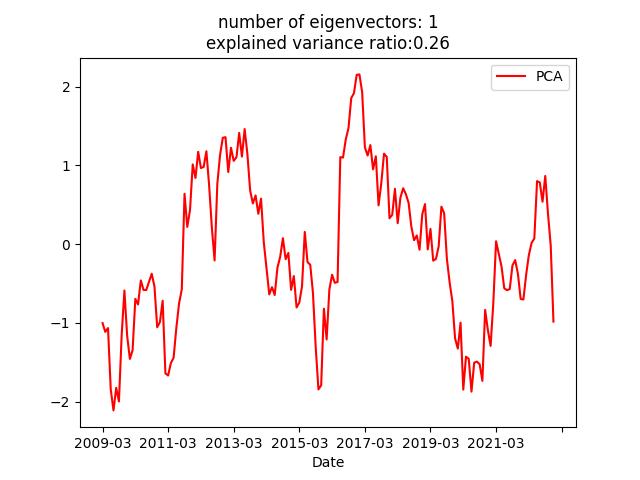 number of eigenvectors: 1
explained variance ratio:0.26
PCA
2
1
0
−1
−2
2009-03 2011-03 2013-03 2015-03 2017-03 2019-03 2021-03
Date